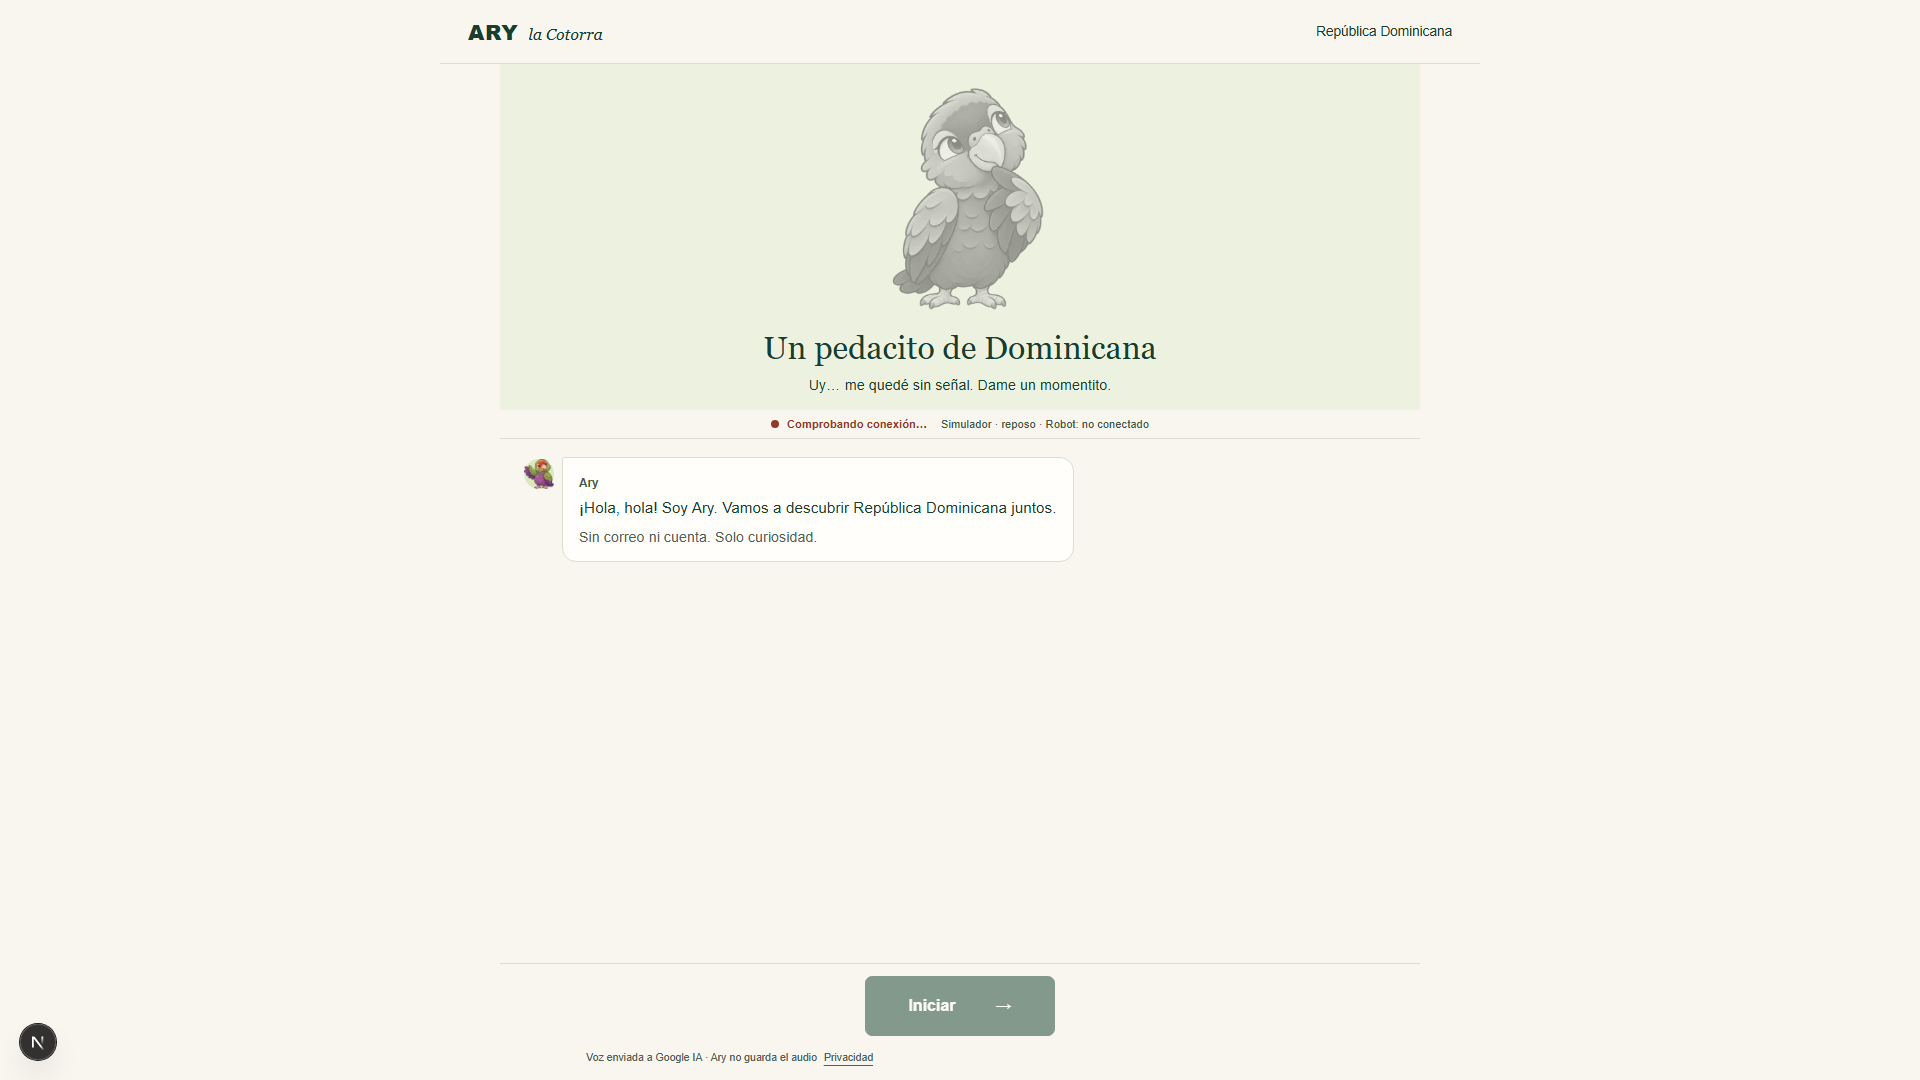 ARY la Cotorra
República Dominicana
Un pedacito de Dominicana
Uy… me quedé sin señal. Dame un momentito.
Comprobando conexión… Simulador · reposo · Robot: no conectado
Ary
¡Hola, hola! Soy Ary. Vamos a descubrir República Dominicana juntos.
Sin correo ni cuenta. Solo curiosidad.
Iniciar →
N
Voz enviada a Google IA · Ary no guarda el audio Privacidad